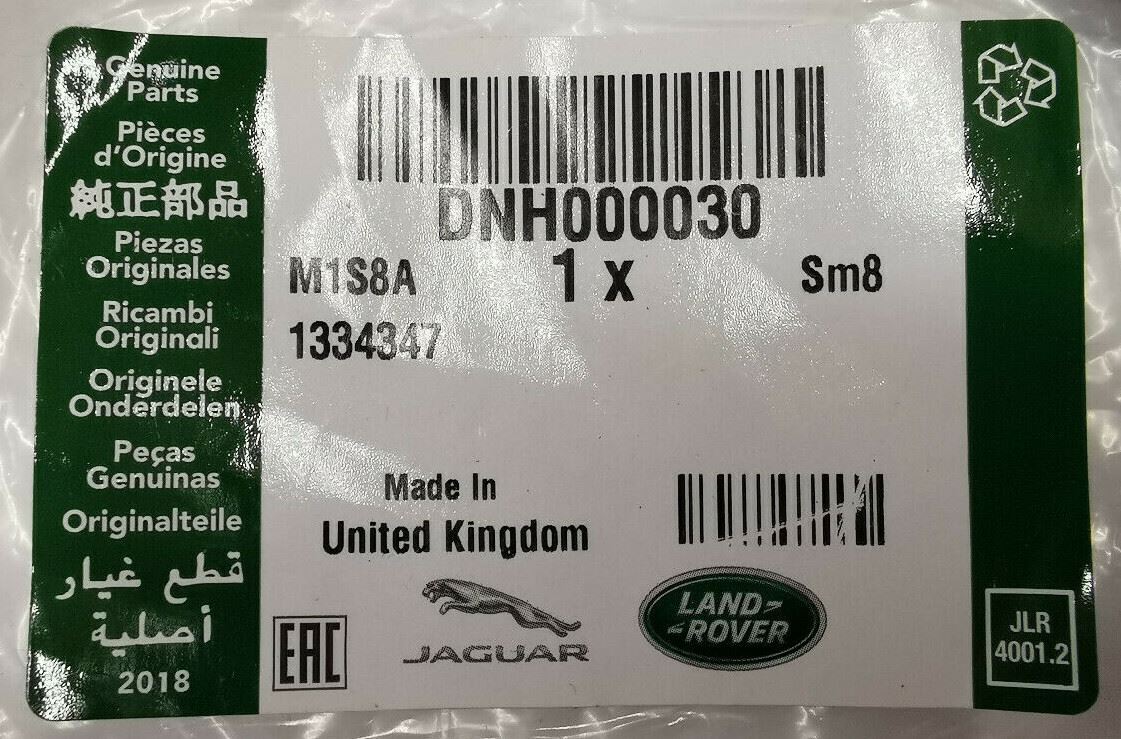 Genuine
Parts
Pièces
d'Origine
純正部品
Piezas
Originales
Ricambi
Originali
Originele
Onderdelen
Peças
Genuínas
Originalteile
قطع غيار
أصلية
2018
DNH000030
M1S8A 1 x Sm8
1334347
Made In
United Kingdom
EAC
JAGUAR
LAND-
-ROVER
JLR
4001.2